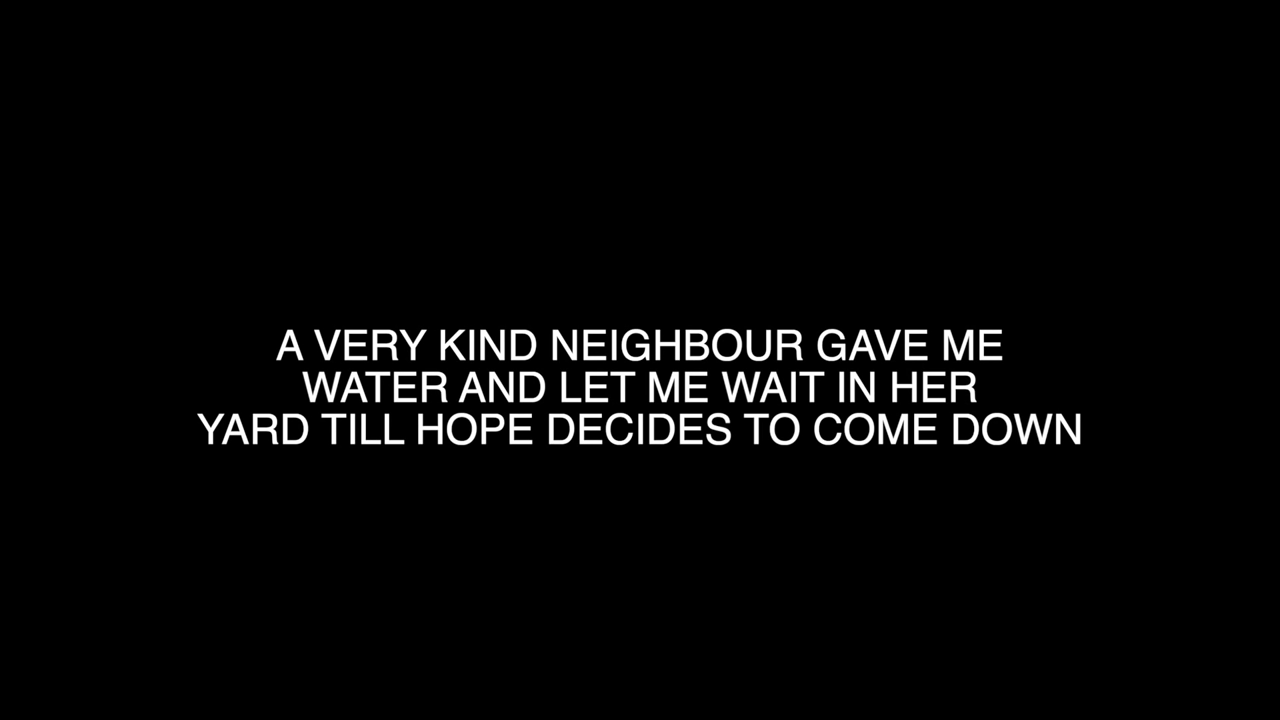 A VERY KIND NEIGHBOUR GAVE ME
WATER AND LET ME WAIT IN HER
YARD TILL HOPE DECIDES TO COME DOWN